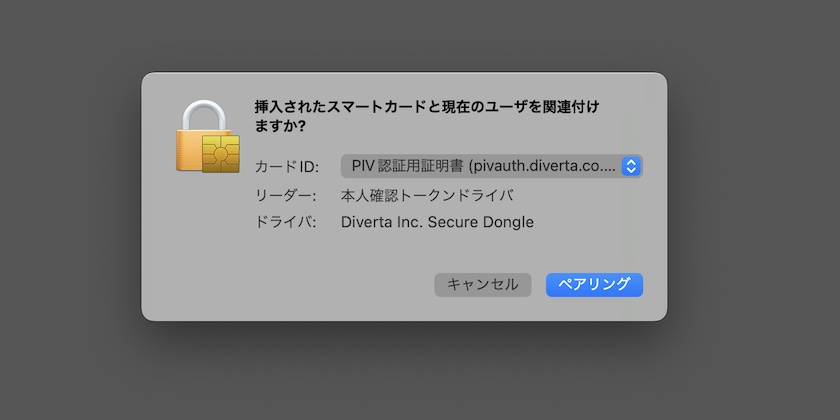 挿入されたスマートカードと現在のユーザを関連付け
ますか?
カードID: PIV 認証用証明書 (pivauth.diverta.co....
リーダー: 本人確認トークンドライバ
ドライバ: Diverta Inc. Secure Dongle
キャンセル ペアリング